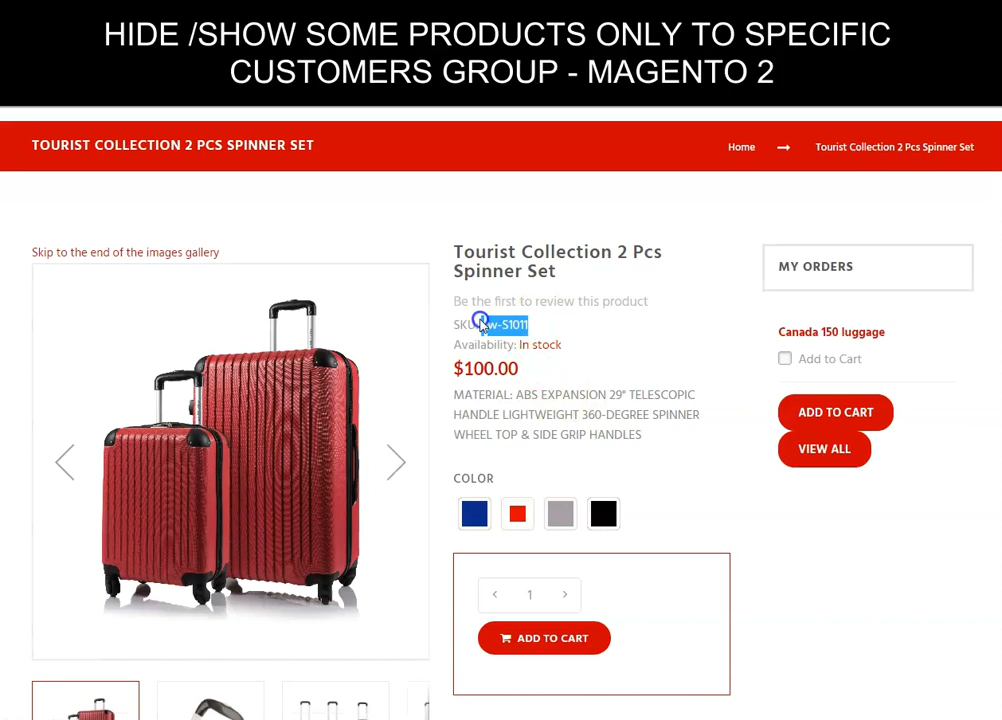 HIDE /SHOW SOME PRODUCTS ONLY TO SPECIFIC
CUSTOMERS GROUP - MAGENTO 2
TOURIST COLLECTION 2 PCS SPINNER SET
Home
Tourist Collection 2 Pcs Spinner Set
Skip to the end of the images gallery
Tourist Collection 2 Pcs
Spinner Set
Be the first to review this product
SKU w-S1011
Availability: In stock
$100.00
MATERIAL: ABS EXPANSION 29" TELESCOPIC
HANDLE LIGHTWEIGHT 360-DEGREE SPINNER
WHEEL TOP & SIDE GRIP HANDLES
COLOR
1
ADD TO CART
MY ORDERS
Canada 150 luggage
Add to Cart
ADD TO CART
VIEW ALL